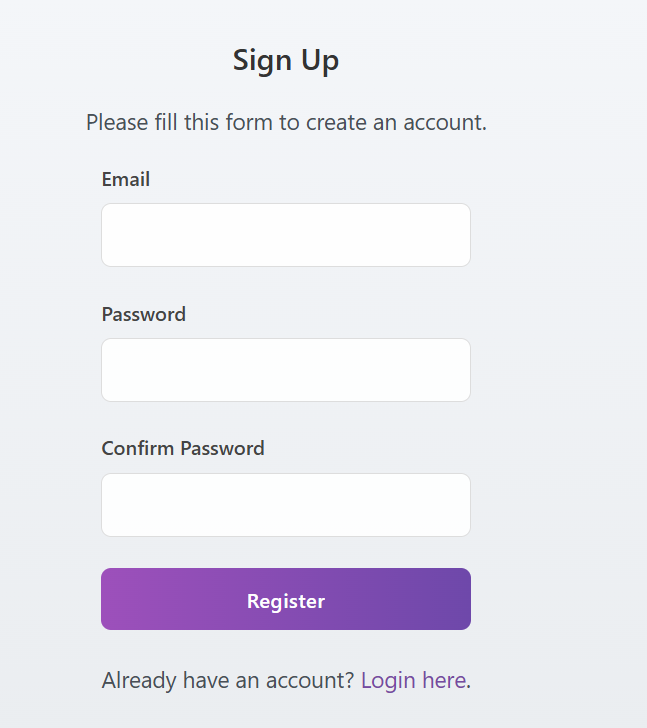 Sign Up
Please fill this form to create an account.
Email
Password
Confirm Password
Register
Already have an account? Login here.